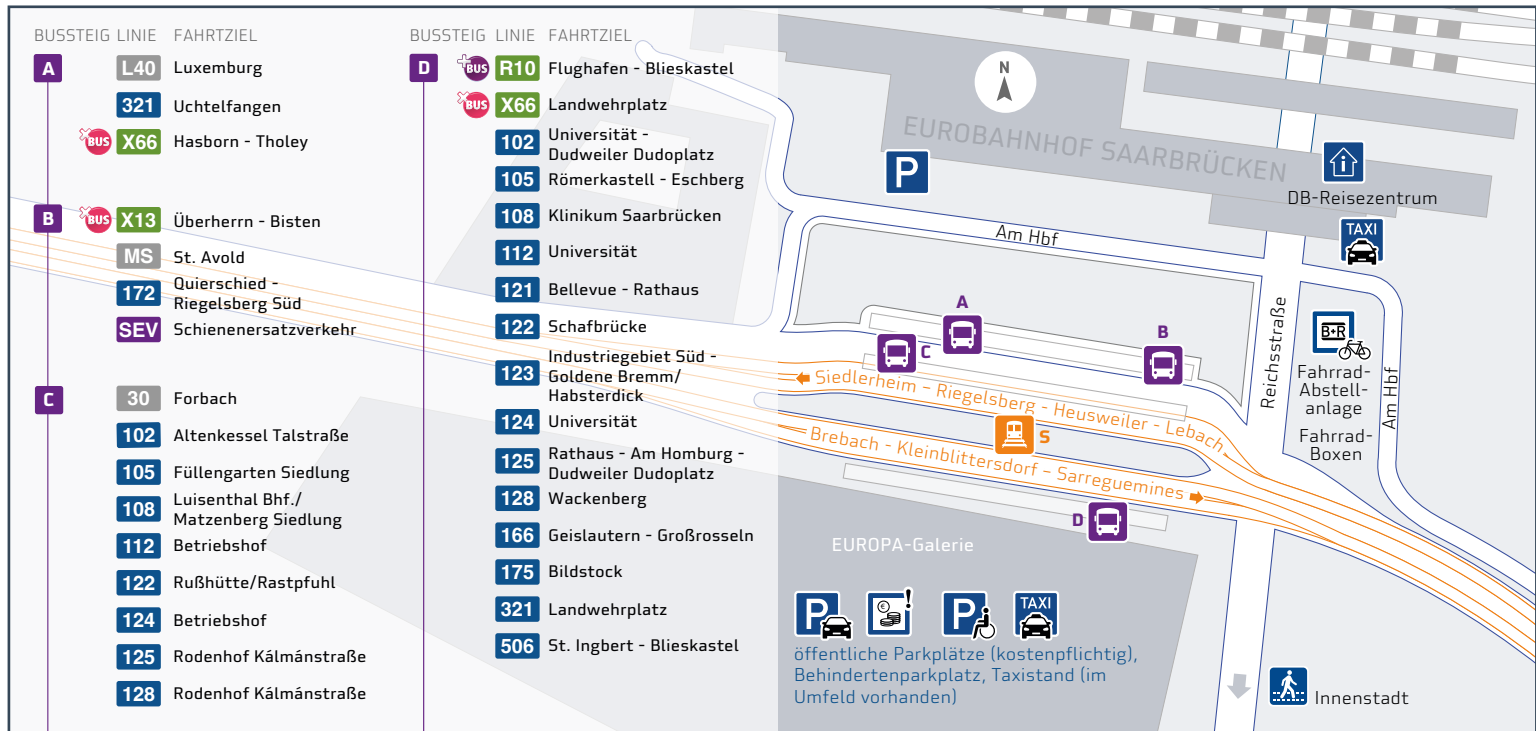 BUSSTEIG LINIE FAHRTZIEL
A
L40 Luxemburg
321 Uchtelfangen
+BUS X66 Hasborn - Tholey
B
+BUS X13 Überherrn - Bisten
MS St. Avold
172 Quierschied -
Riegelsberg Süd
SEV Schienenersatzverkehr
C
30 Forbach
102 Altenkessel Talstraße
105 Füllengarten Siedlung
108 Luisenthal Bhf./
Matzenberg Siedlung
112 Betriebshof
122 Rußhütte/Rastpfuhl
124 Betriebshof
125 Rodenhof Kálmánstraße
128 Rodenhof Kálmánstraße
BUSSTEIG LINIE FAHRTZIEL
D
+BUS R10 Flughafen - Blieskastel
+BUS X66 Landwehrplatz
102 Universität -
Dudweiler Dudoplatz
105 Römerkastell - Eschberg
108 Klinikum Saarbrücken
112 Universität
121 Bellevue - Rathaus
122 Schafbrücke
123 Industriegebiet Süd -
Goldene Bremm/
Habsterdick
124 Universität
125 Rathaus - Am Homburg -
Dudweiler Dudoplatz
128 Wackenberg
166 Geislautern - Großrosseln
175 Bildstock
321 Landwehrplatz
506 St. Ingbert - Blieskastel
N
EUROBAHNHOF SAARBRÜCKEN
P
i
DB-Reisezentrum
TAXI
Am Hbf
Reichsstraße
A
B
C
B+R
Fahrrad-
Abstell-
anlage
Fahrrad-
Boxen
Am Hbf
Siedlerheim - Riegelsberg - Heusweiler - Lebach
S
Brebach - Kleinblittersdorf - Sarreguemines
D
EUROPA-Galerie
P € ! P TAXI
öffentliche Parkplätze (kostenpflichtig),
Behindertenparkplatz, Taxistand (im
Umfeld vorhanden)
Innenstadt